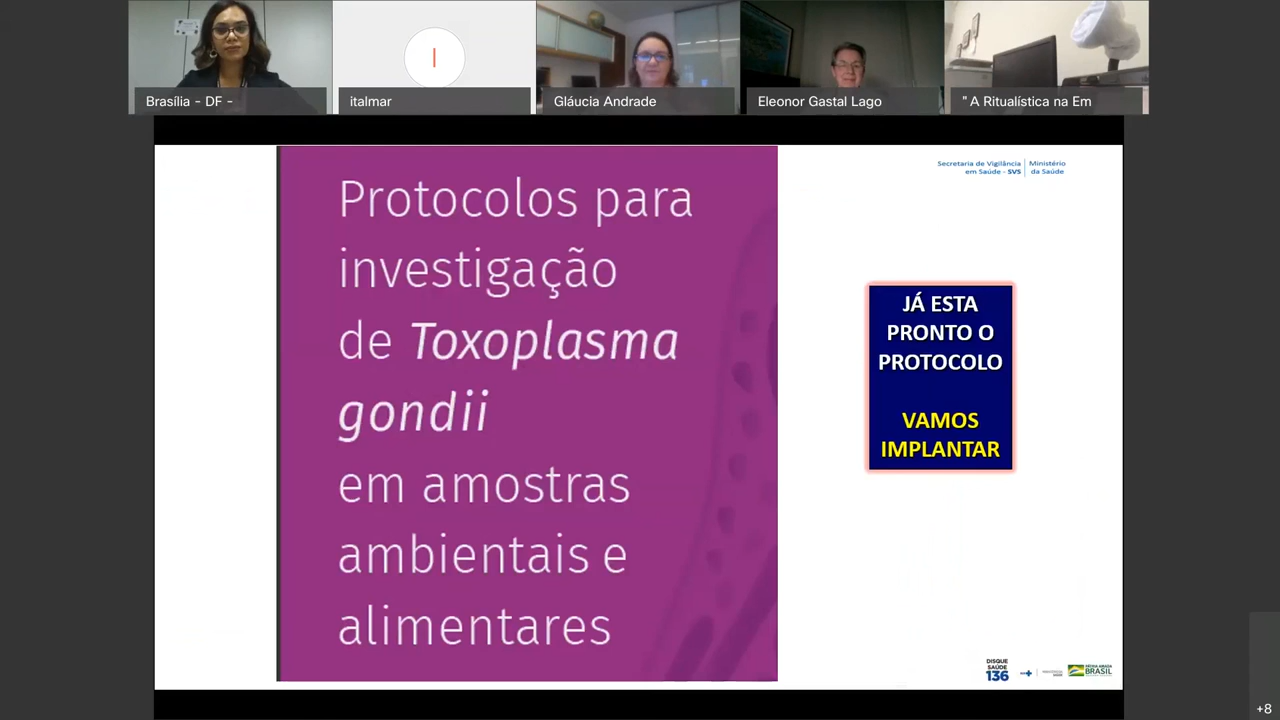 Brasília - DF -
I
italmar
Gláucia Andrade
Eleonor Gastal Lago
" A Ritualística na Em
Secretaria de Vigilância
em Saúde - SVS
Ministério
da Saúde
Protocolos para
investigação
de Toxoplasma
gondii
em amostras
ambientais e
alimentares
JÁ ESTA
PRONTO O
PROTOCOLO
VAMOS
IMPLANTAR
DISQUE
SAÚDE
136
PÁTRIA AMADA
BRASIL
+8